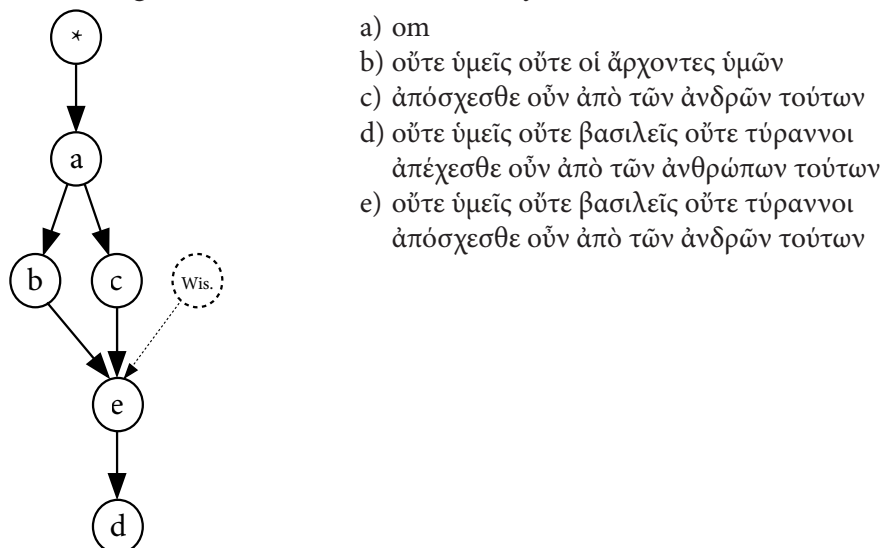 *
a
b
c
Wis.
e
d
a) om
b) οὔτε ὑμεῖς οὔτε οἱ ἄρχοντες ὑμῶν
c) ἀπόσχεσθε οὖν ἀπὸ τῶν ἀνδρῶν τούτων
d) οὔτε ὑμεῖς οὔτε βασιλεῖς οὔτε τύραννοι
ἀπέχεσθε οὖν ἀπὸ τῶν ἀνθρώπων τούτων
e) οὔτε ὑμεῖς οὔτε βασιλεῖς οὔτε τύραννοι
ἀπόσχεσθε οὖν ἀπὸ τῶν ἀνδρῶν τούτων